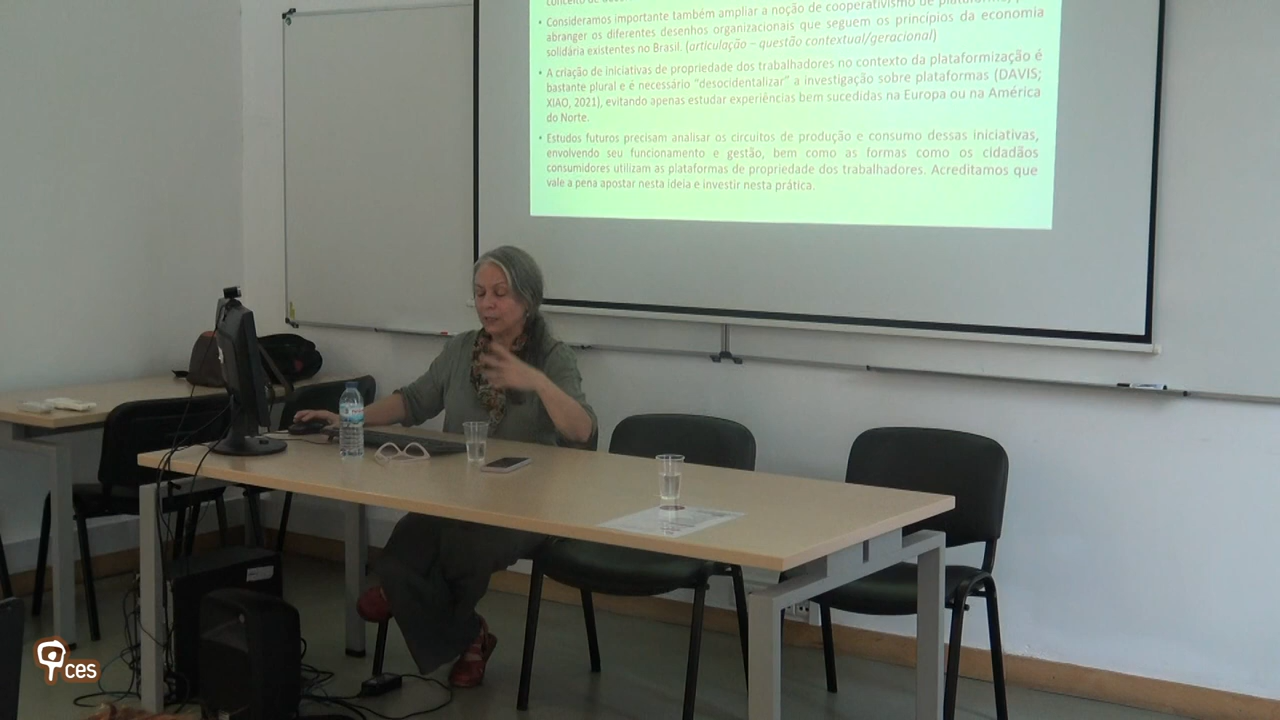 • Consideramos importante também ampliar a noção de cooperativismo de plataforma,
abranger os diferentes desenhos organizacionais que seguem os princípios da economia
solidária existentes no Brasil. (articulação – questão contextual/geracional)
• A criação de iniciativas de propriedade dos trabalhadores no contexto da plataformização é
bastante plural e é necessário "desocidentalizar" a investigação sobre plataformas (DAVIS;
XIAO, 2021), evitando apenas estudar experiências bem sucedidas na Europa ou na América
do Norte.
• Estudos futuros precisam analisar os circuitos de produção e consumo dessas iniciativas,
envolvendo seu funcionamento e gestão, bem como as formas como os cidadãos
consumidores utilizam as plataformas de propriedade dos trabalhadores. Acreditamos que
vale a pena apostar nesta ideia e investir nesta prática.
ces